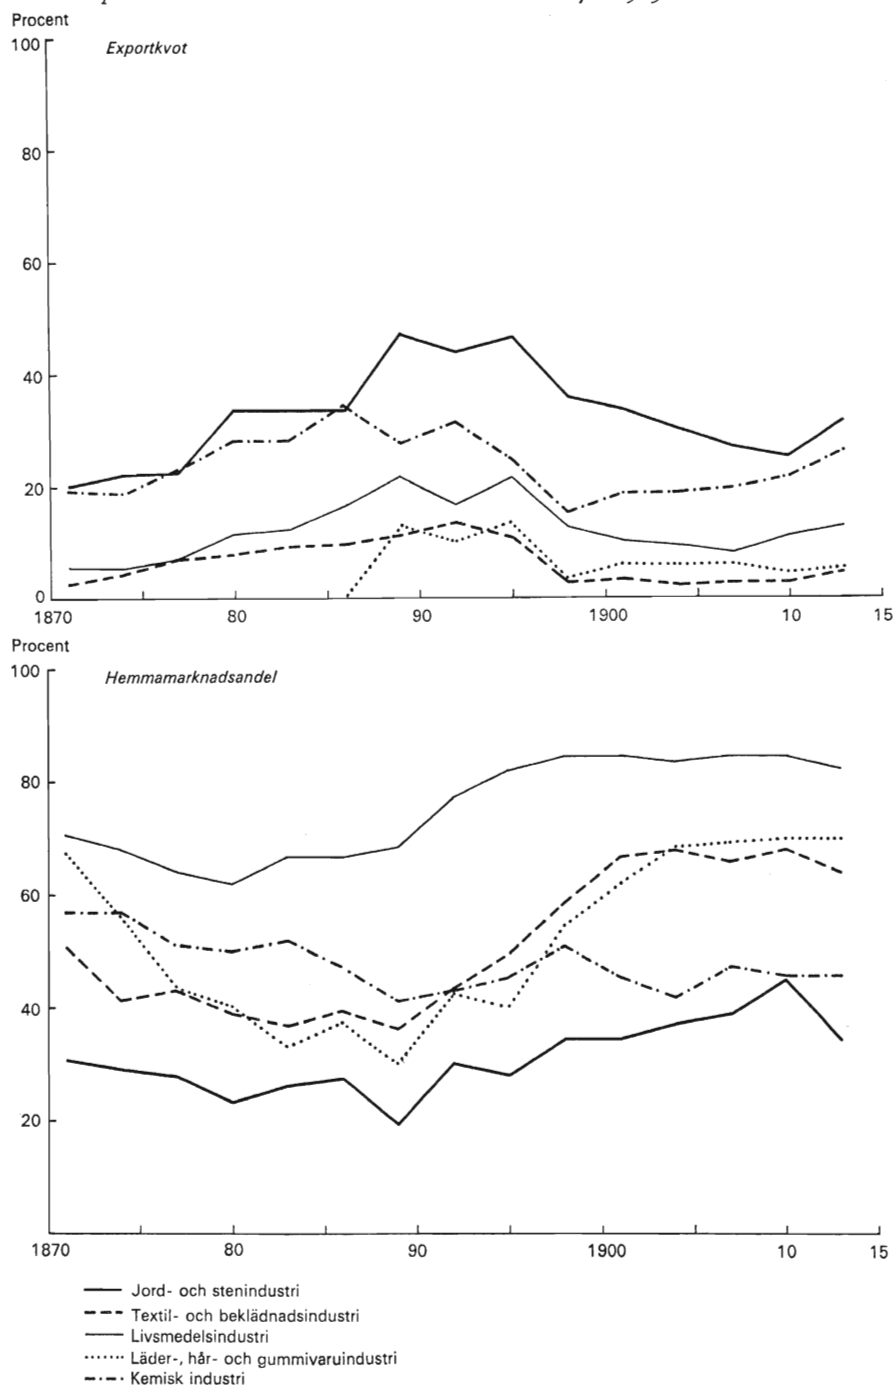 Procent
100
Exportkvot
80
60
40
20
0
1870 80 90 1900 10 15
Procent
100
Hemmamarknadsandel
80
60
40
20
1870 80 90 1900 10 15
Jord- och stenindustri
Textil- och beklädnadsindustri
Livsmedelsindustri
Läder-, hår- och gummivaruindustri
Kemisk industri